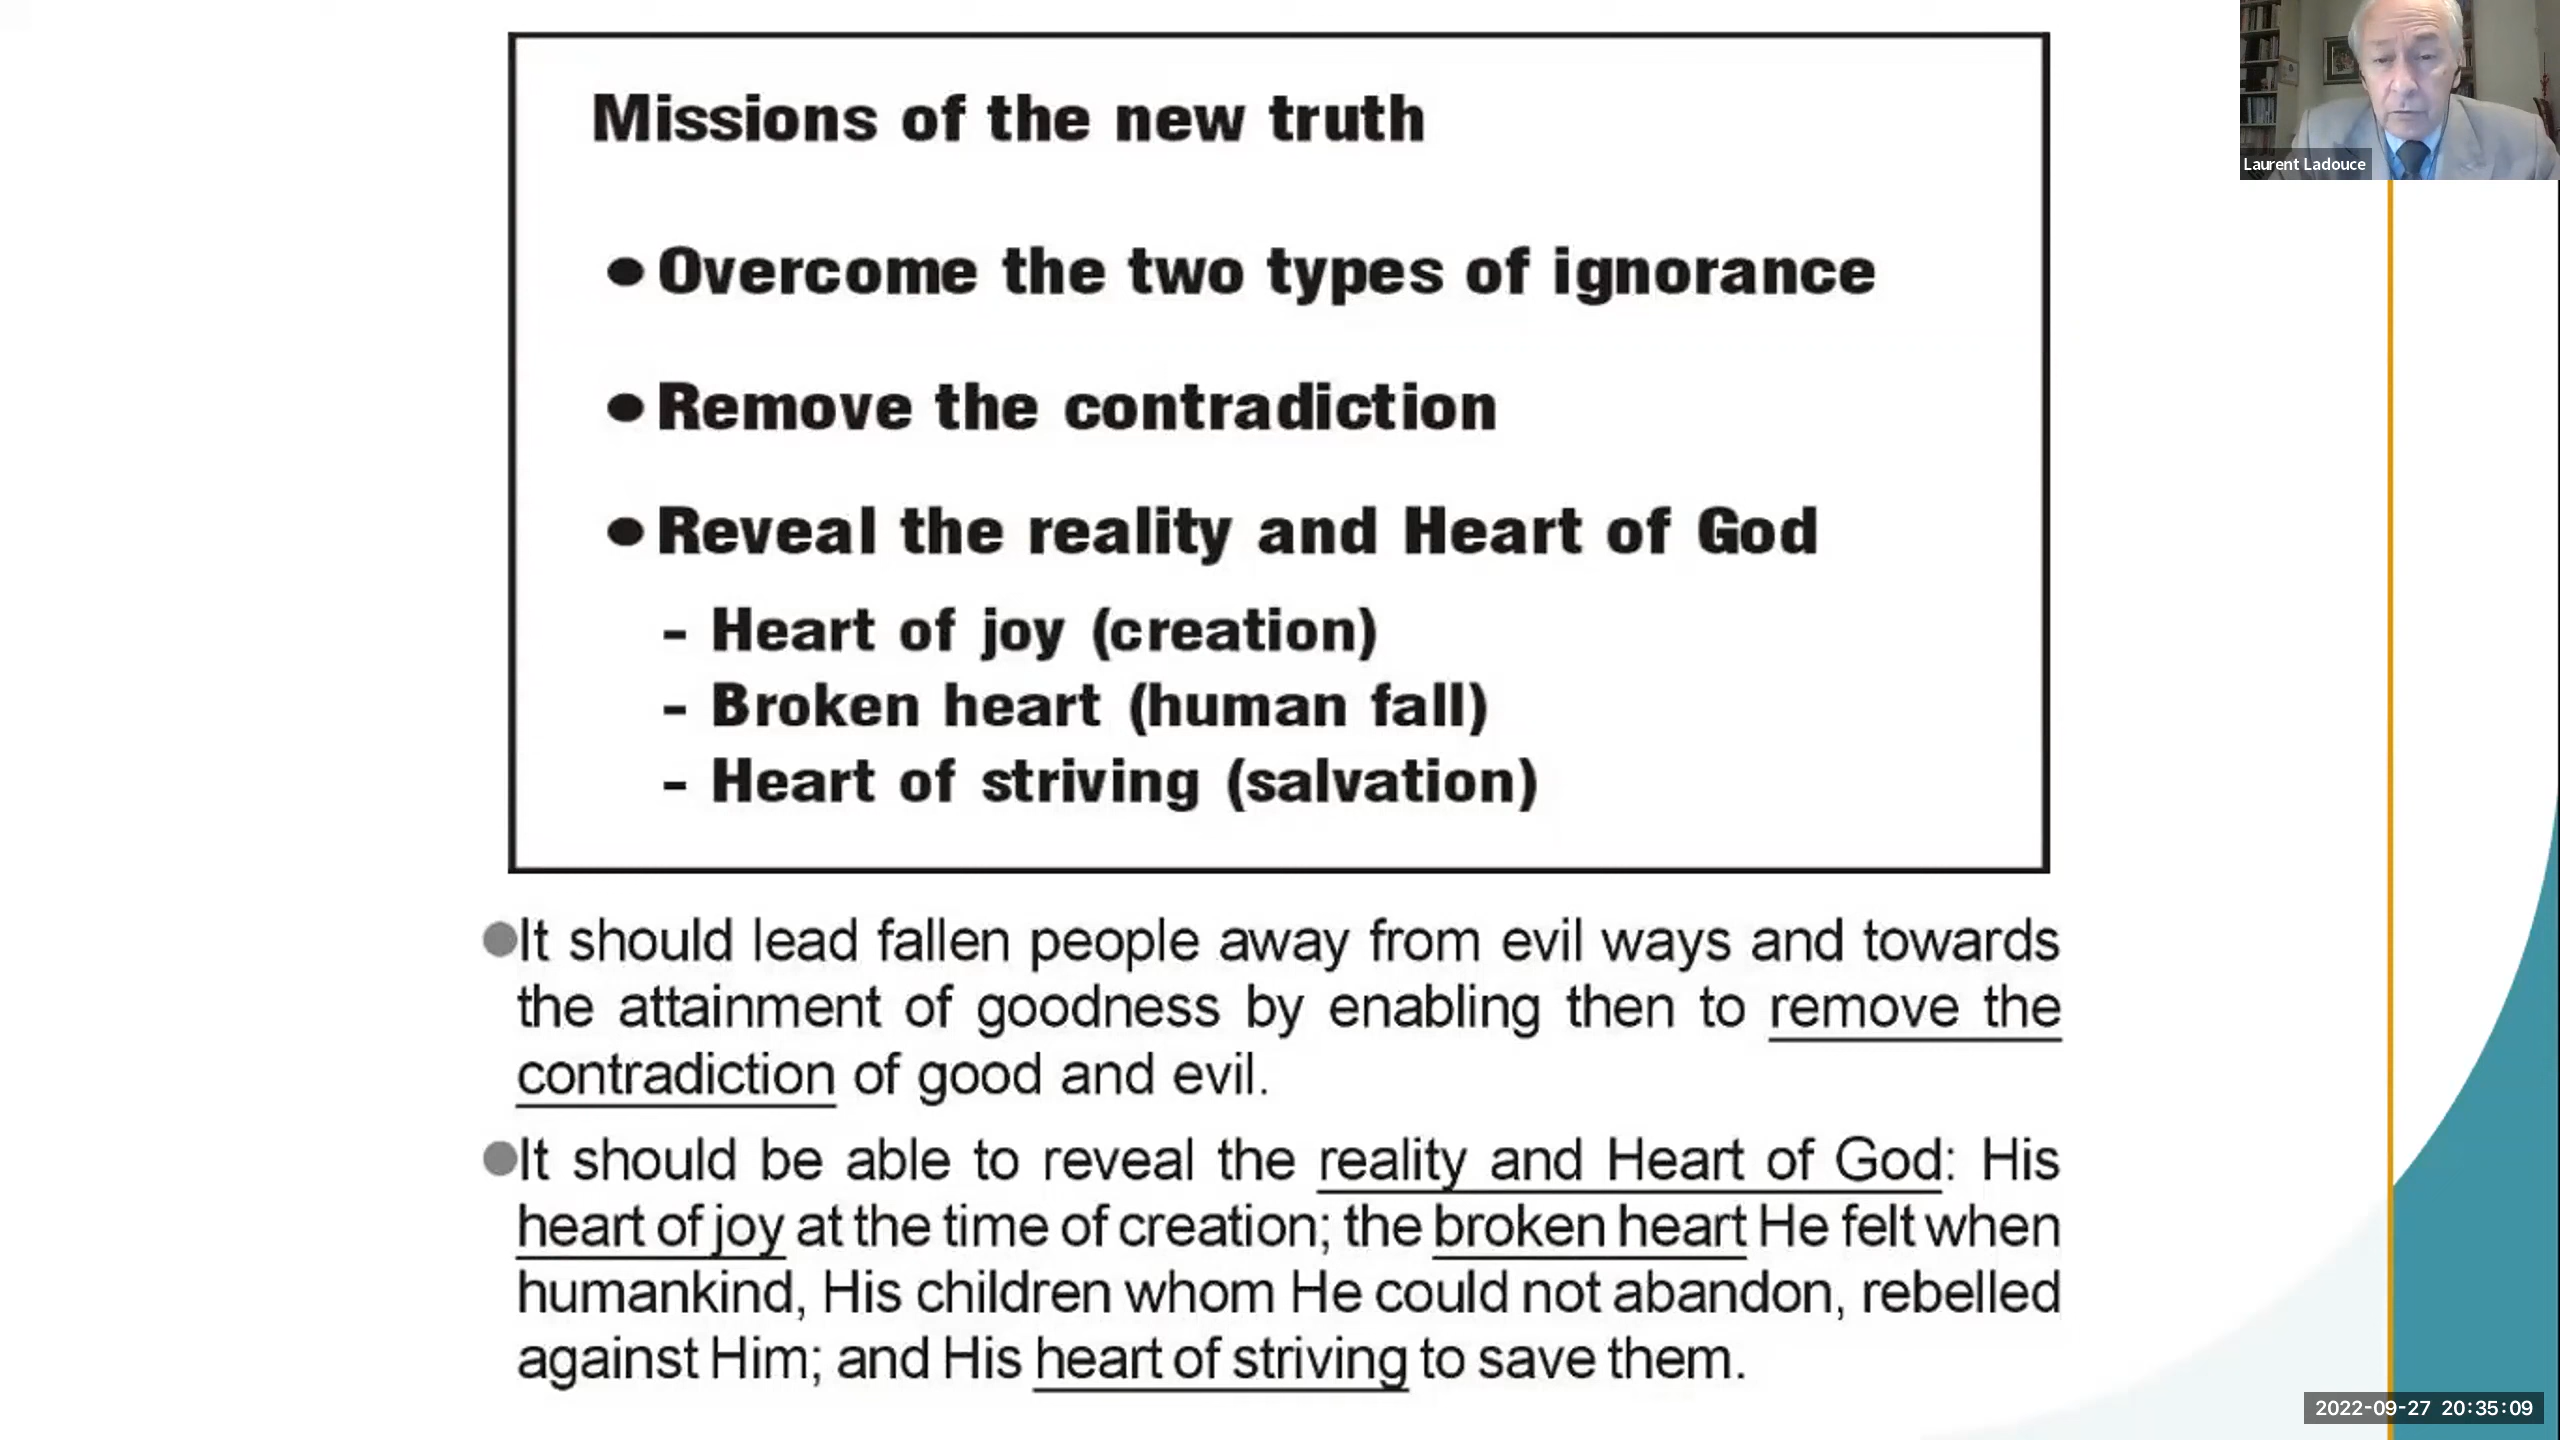 Missions of the new truth
● Overcome the two types of ignorance
● Remove the contradiction
● Reveal the reality and Heart of God
- Heart of joy (creation)
- Broken heart (human fall)
- Heart of striving (salvation)
●It should lead fallen people away from evil ways and towards
the attainment of goodness by enabling then to remove the
contradiction of good and evil.
●It should be able to reveal the reality and Heart of God: His
heart of joy at the time of creation; the broken heart He felt when
humankind, His children whom He could not abandon, rebelled
against Him; and His heart of striving to save them.
Laurent Ladouce
2022-09-27 20:35:09